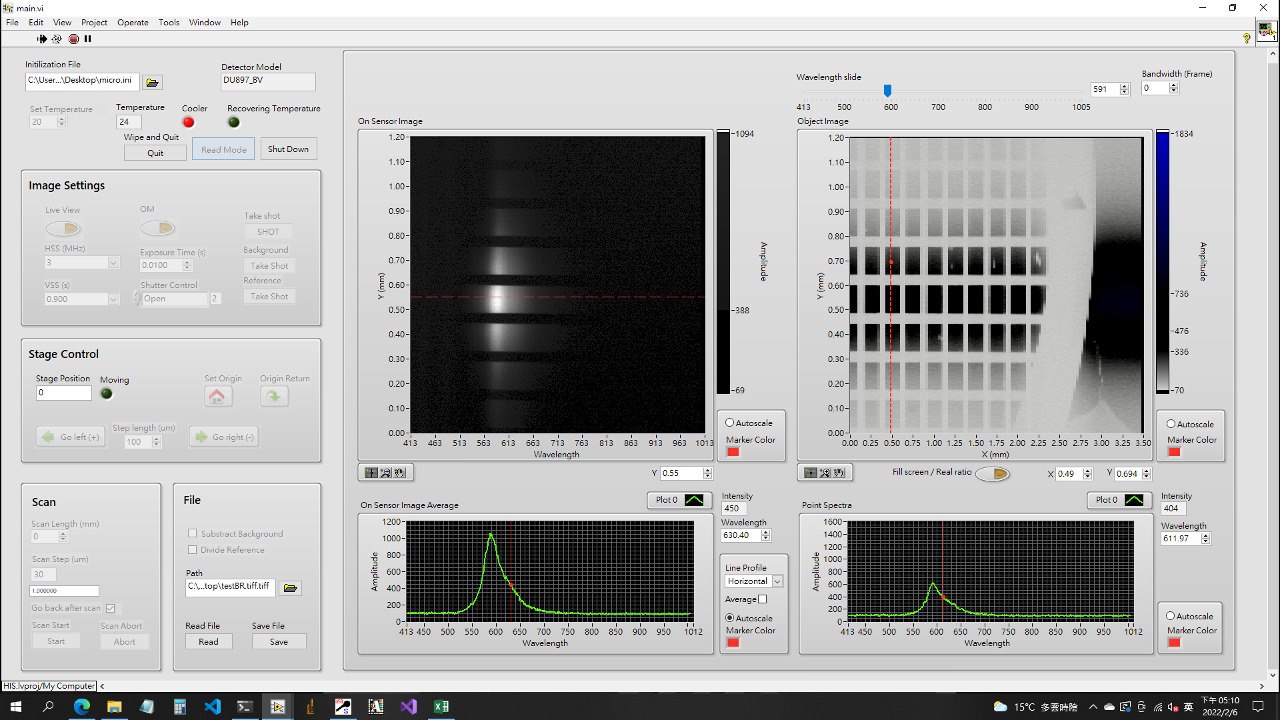 main.vi
File Edit View Project Operate Tools Window Help
Initilization File
C:\User...\Desktop\micro.ini
Detector Model
DU897_BV
Set Temperature
20
Temperature
24
Cooler
Recovering Temperature
Wipe and Quit
Quit
Read Mode
Shut Down
Image Settings
Live View
OM
Take shot
SHOT
HSS (MHz)
3
Exposure Time (s)
0.0100
Background
Take Shot
VSS (s)
0.900
Shutter Control
Open
2
Reference
Take Shot
Stage Control
Stage Position
0
Moving
Set Origin
Origin Return
Go left (+)
Step length (um)
100
Go right (-)
Scan
Scan Length (mm)
0
Scan Step (um)
30
1.000000
Go back after scan
Scan Start
Start
Scan Abort
Abort
File
Substract Background
Divide Reference
Path
C:\...top\testBR.tiff.tiff
Read File
Read
Save File
Save
Wavelength slide
413 500 600 700 800 900 1005
591
Bandwidth (Frame)
0
On Sensor Image
1.20
1.00
0.90
0.80
0.70
0.60
0.50
0.40
0.30
0.20
0.10
0.00
Y (mm)
413 463 513 563 613 663 713 763 813 863 913 963 1013
Wavelength
1094
388
69
Amplitude
Autoscale
Marker Color
Y 0.55
Object Image
1.20
1.00
0.90
0.80
0.70
0.60
0.50
0.40
0.30
0.20
0.10
0.00
Y (mm)
0.00 0.25 0.50 0.75 1.00 1.25 1.50 1.75 2.00 2.25 2.50 2.75 3.00 3.50
X (mm)
1834
736
476
336
70
Amplitude
Autoscale
Marker Color
Fill screen / Real ratio
X 0.49
Y 0.694
On Sensor Image Average
Plot 0
1200
1000
800
600
400
200
0
Amplitude
413 450 500 550 600 650 700 750 800 850 900 950 1012
Wavelength
Intensity
450
Wavelength
630.40
Line Profile
Horizontal
Average
Autoscale
Marker Color
Point Spectra
Plot 0
1600
1400
1200
1000
800
600
400
200
0
Amplitude
413 450 500 550 600 650 700 750 800 850 900 950 1012
Wavelength
Intensity
404
Wavelength
611.97
Autoscale
Marker Color
HIS.lvproj/My Computer
15°C 多雲時陰
英
下午 05:10
2022/2/6